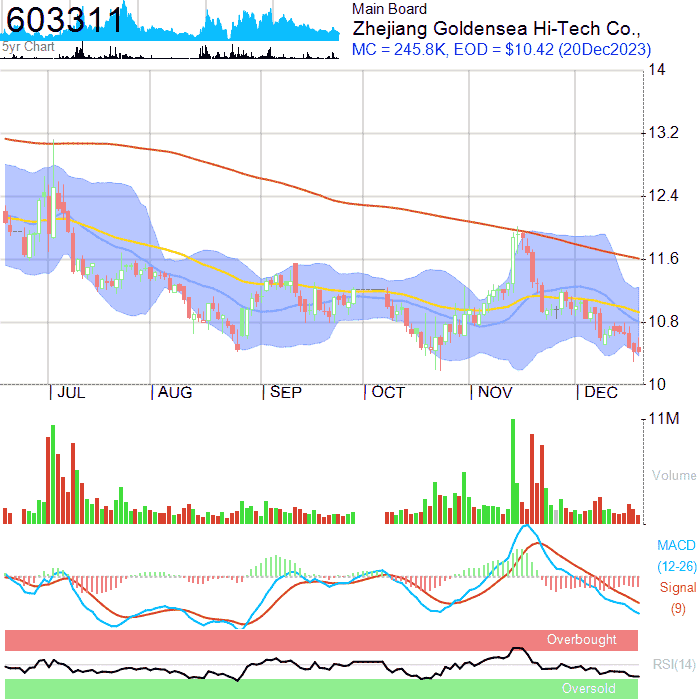 603311
5yr Chart
Main Board
Zhejiang Goldensea Hi-Tech Co.,
MC = 245.8K, EOD = $10.42 (20Dec2023)
14
13.2
12.4
11.6
10.8
10
JUL
AUG
SEP
OCT
NOV
DEC
11M
Volume
MACD
(12-26)
Signal
(9)
Overbought
RSI(14)
Oversold